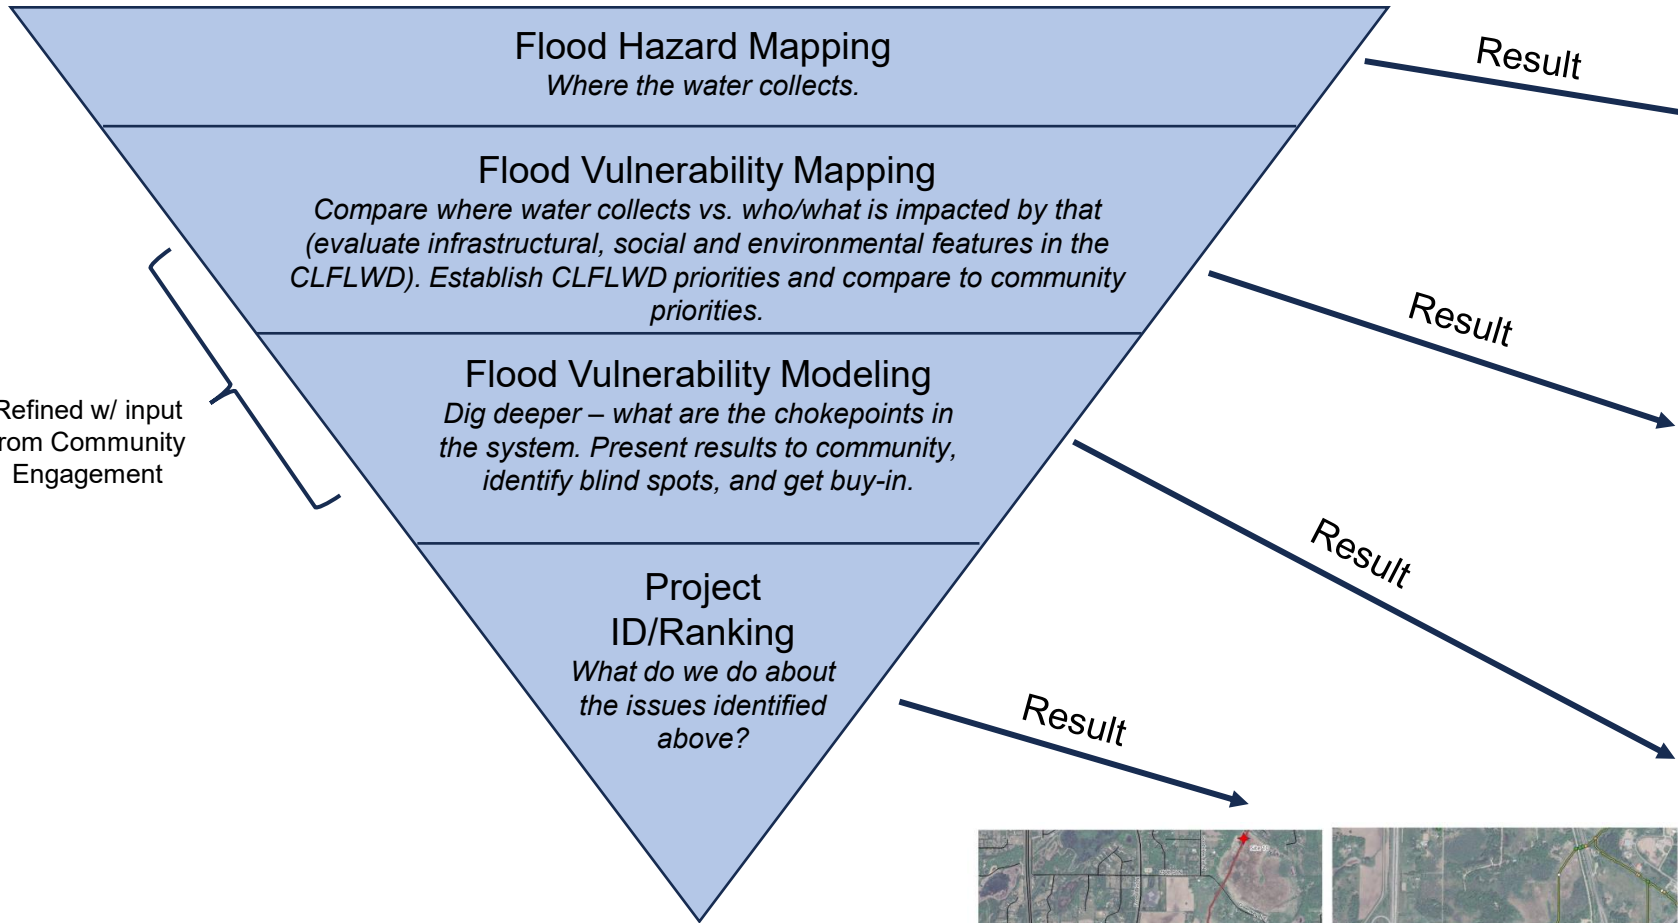 Flood Hazard Mapping
Where the water collects.
Result
Flood Vulnerability Mapping
Compare where water collects vs. who/what is impacted by that
(evaluate infrastructural, social and environmental features in the
CLFLWD). Establish CLFLWD priorities and compare to community
priorities.
Result
Refined w/ input
from Community
Engagement
Flood Vulnerability Modeling
Dig deeper – what are the chokepoints in
the system. Present results to community,
identify blind spots, and get buy-in.
Result
Project
ID/Ranking
What do we do about
the issues identified
above?
Result